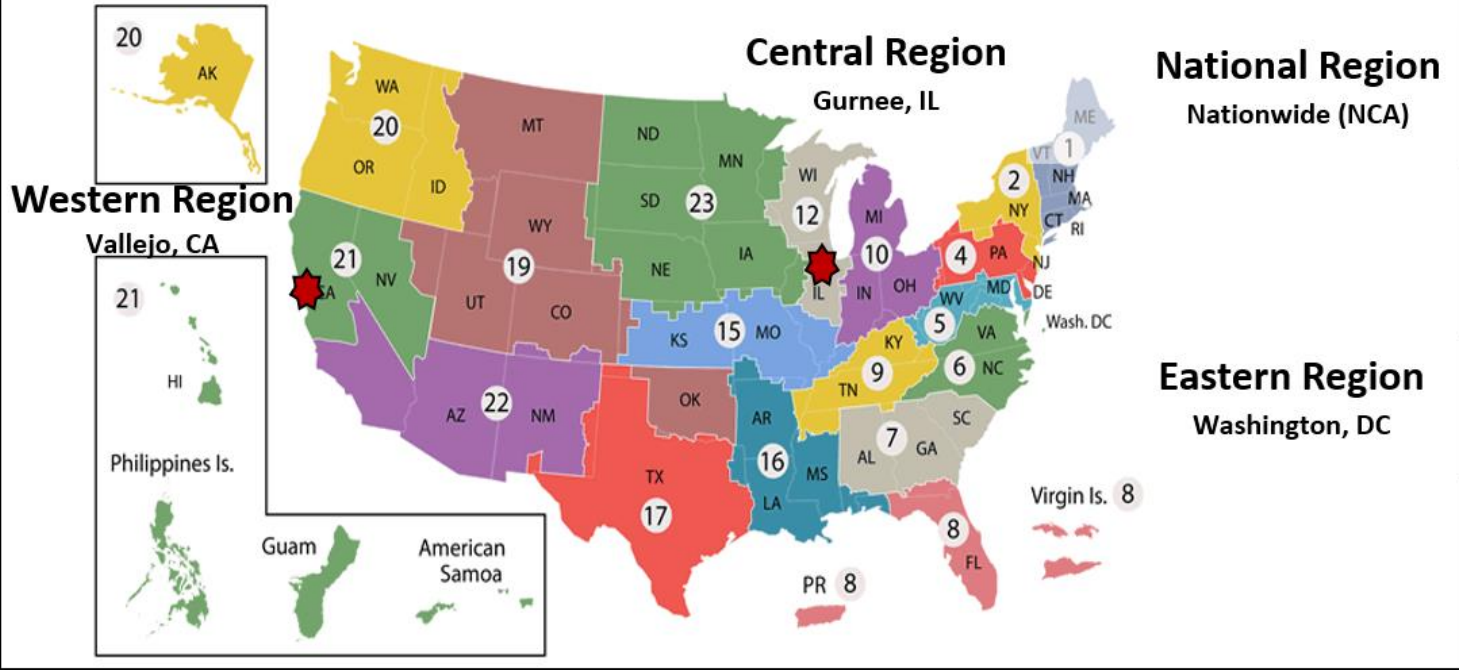 20
AK
Western Region
Vallejo, CA
21
HI
Philippines Is.
Guam
American
Samoa
Central Region
Gurnee, IL
National Region
Nationwide (NCA)
Eastern Region
Washington, DC
WA
20
OR
ID
MT
WY
19
UT
CO
21
NV
CA
22
AZ
NM
ND
MN
SD
23
NE
IA
WI
12
IL
MI
10
IN
OH
KS
15
MO
OK
TX
17
AR
16
LA
MS
KY
9
TN
7
AL
GA
SC
8
FL
6
VA
NC
5
WV
MD
4
PA
NJ
DE
Wash. DC
2
NY
1
ME
VT
NH
MA
CT
RI
Virgin Is. 8
PR 8